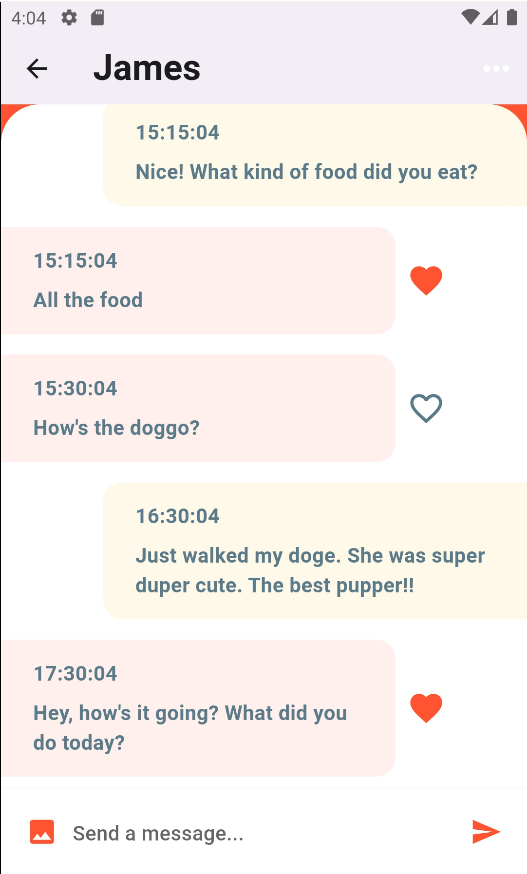 4:04
James
15:15:04
Nice! What kind of food did you eat?
15:15:04
All the food
15:30:04
How's the doggo?
16:30:04
Just walked my doge. She was super
duper cute. The best pupper!!
17:30:04
Hey, how's it going? What did you
do today?
Send a message...